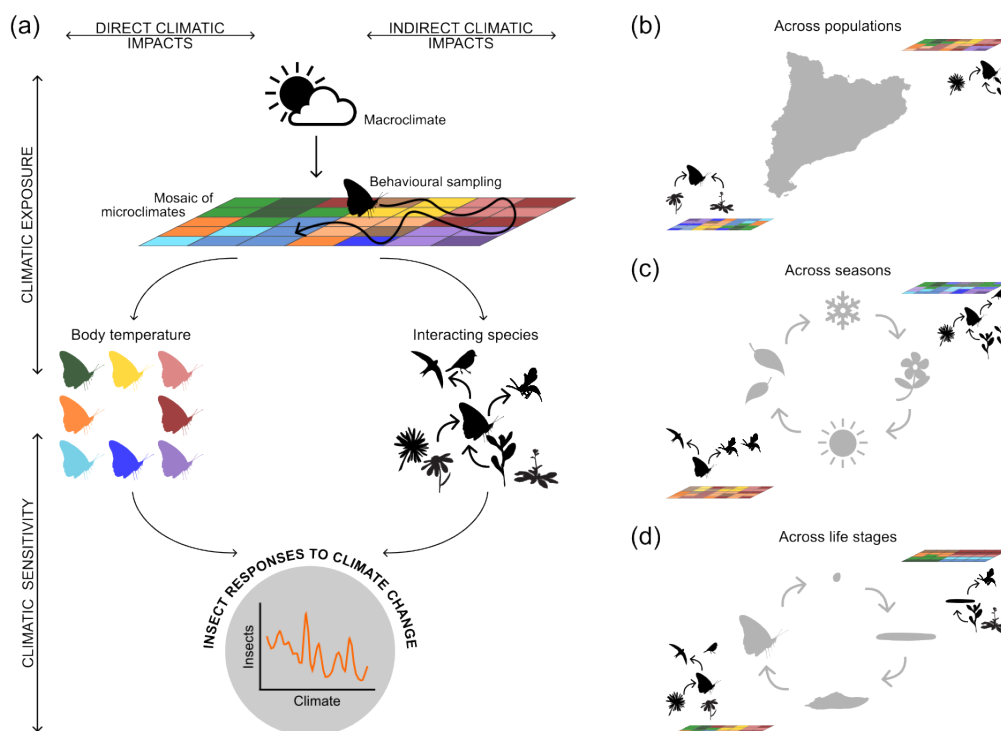 (a)
DIRECT CLIMATIC
IMPACTS
INDIRECT CLIMATIC
IMPACTS
CLIMATIC EXPOSURE
CLIMATIC SENSITIVITY
Macroclimate
Mosaic of
microclimates
Behavioural sampling
Body temperature
Interacting species
INSECT RESPONSES TO CLIMATE CHANGE
Insects
Climate
(b)
Across populations
(c)
Across seasons
(d)
Across life stages